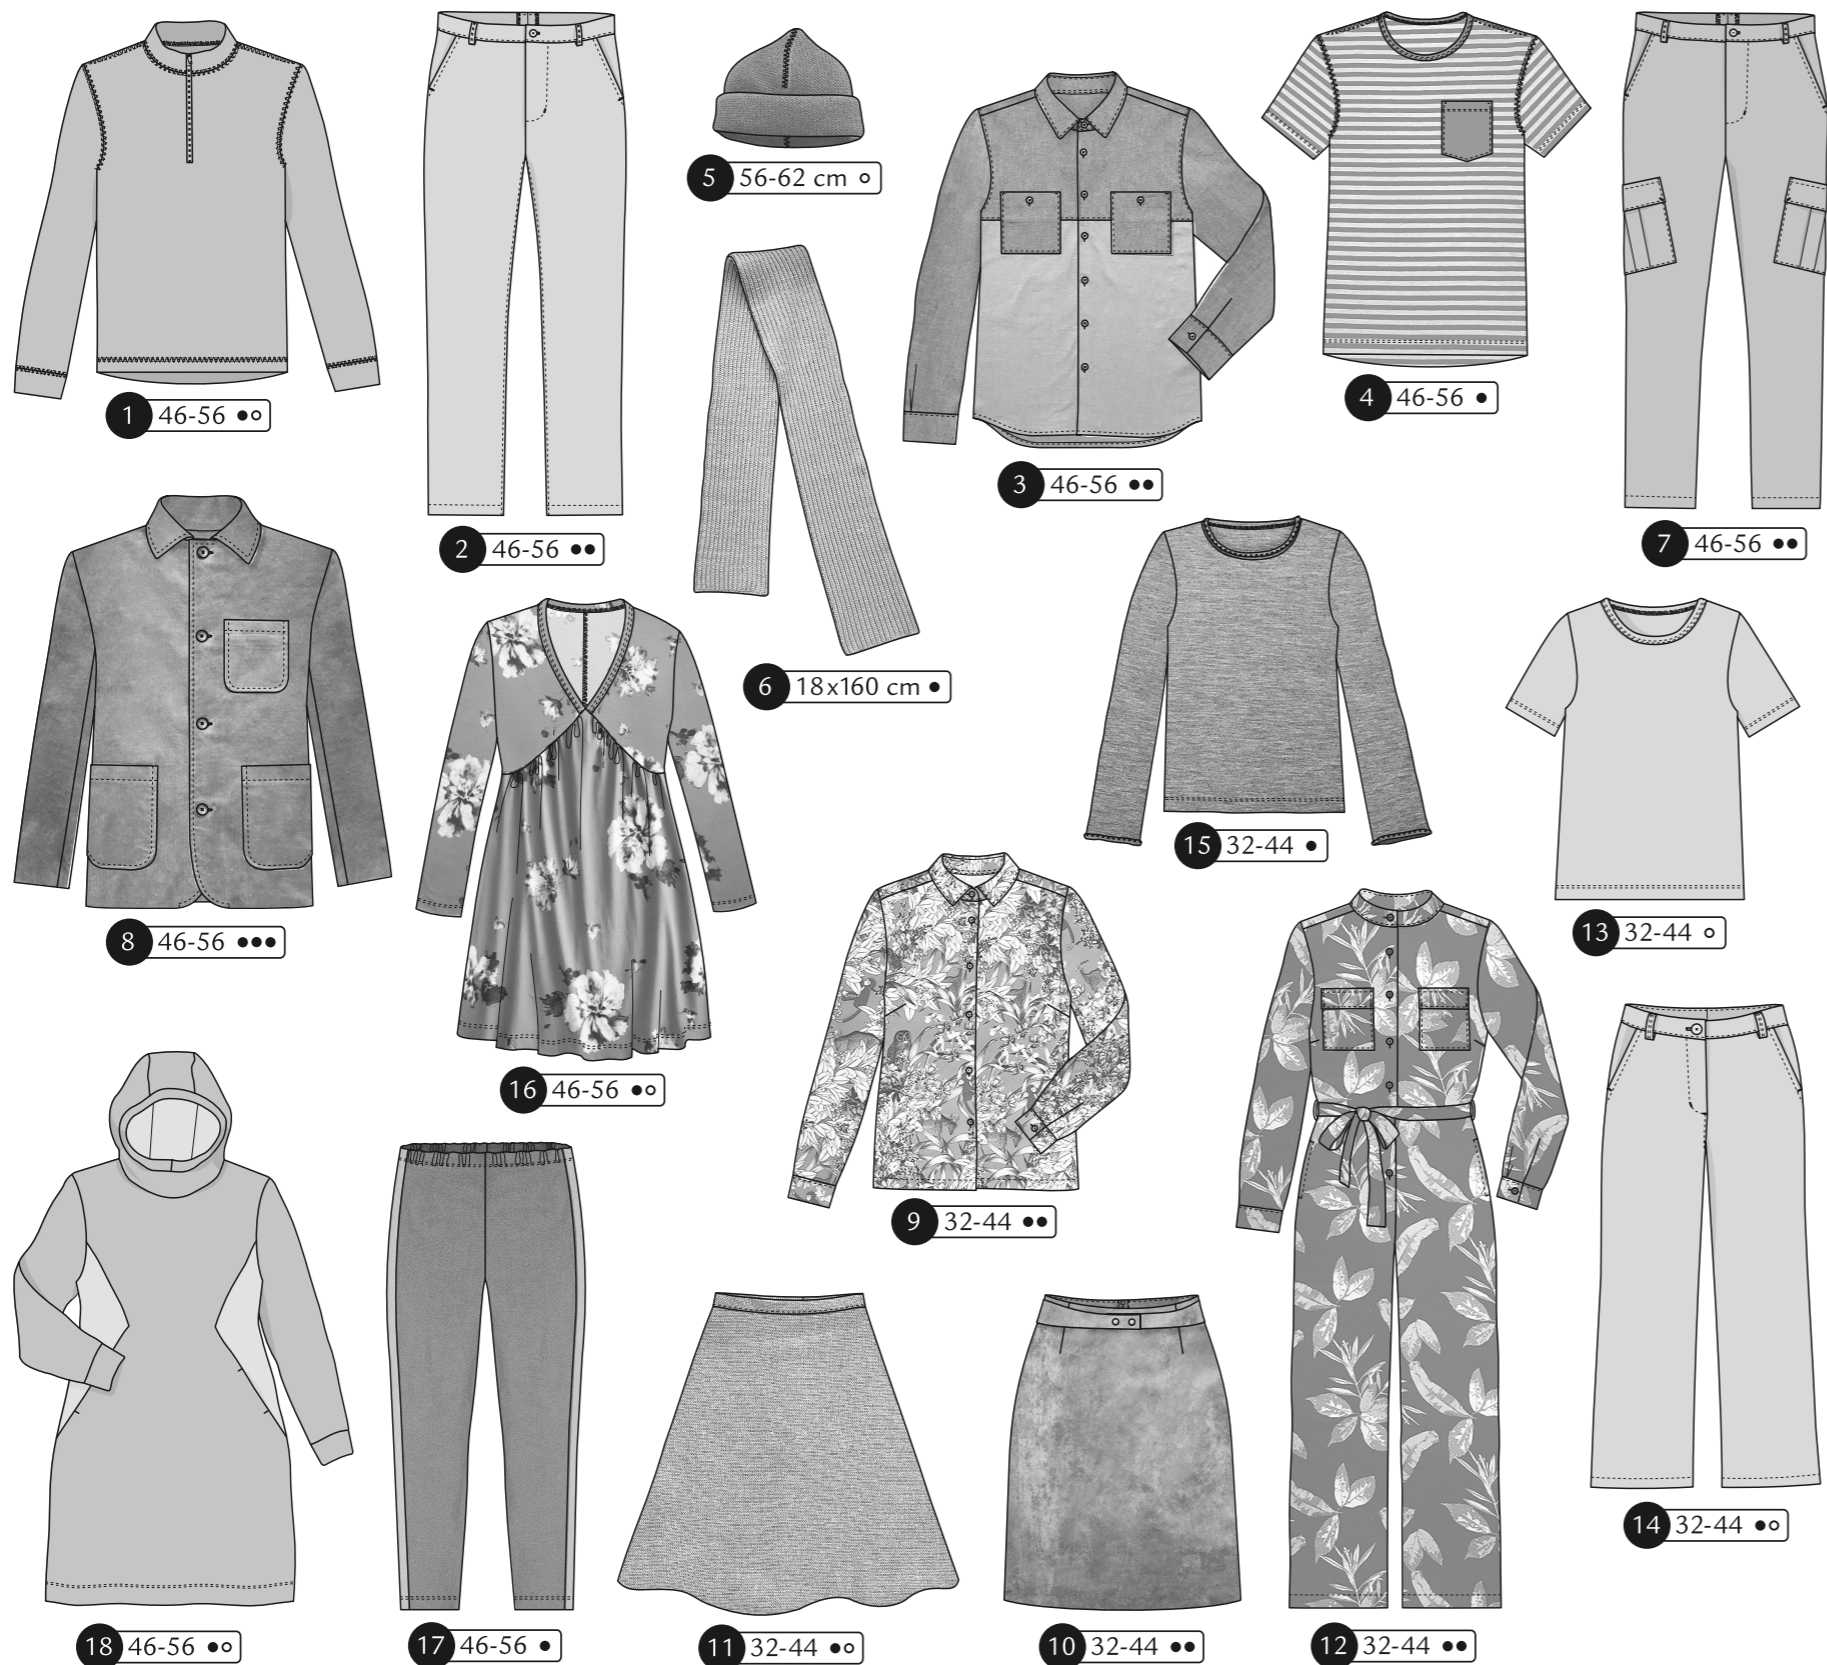 1 46-56 ●○
2 46-56 ●●
5 56-62 cm ○
3 46-56 ●●
4 46-56 ●
7 46-56 ●●
6 18x160 cm ●
8 46-56 ●●●
16 46-56 ●○
15 32-44 ●
13 32-44 ○
9 32-44 ●●
14 32-44 ●○
18 46-56 ●○
17 46-56 ●
11 32-44 ●○
10 32-44 ●●
12 32-44 ●●